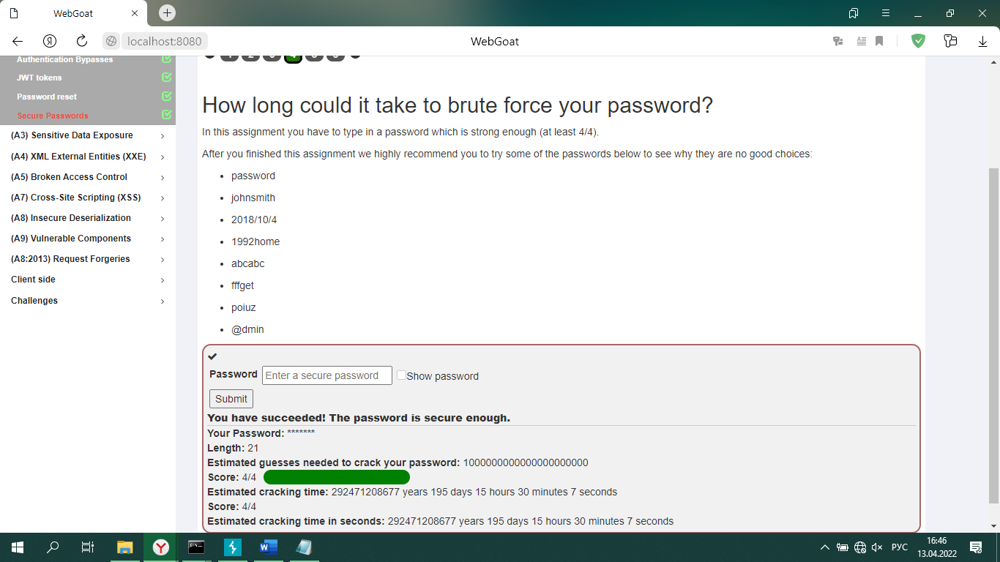 WebGoat
localhost:8080
WebGoat
Authentication Bypasses
JWT tokens
Password reset
Secure Passwords
(A3) Sensitive Data Exposure
(A4) XML External Entities (XXE)
(A5) Broken Access Control
(A7) Cross-Site Scripting (XSS)
(A8) Insecure Deserialization
(A9) Vulnerable Components
(A8:2013) Request Forgeries
Client side
Challenges
How long could it take to brute force your password?
In this assignment you have to type in a password which is strong enough (at least 4/4).
After you finished this assignment we highly recommend you to try some of the passwords below to see why they are no good choices:
• password
• johnsmith
• 2018/10/4
• 1992home
• abcabc
• fffget
• poiuz
• @dmin
Password Enter a secure password Show password
Submit
You have succeeded! The password is secure enough.
Your Password: *******
Length: 21
Estimated guesses needed to crack your password: 1000000000000000000000
Score: 4/4
Estimated cracking time: 292471208677 years 195 days 15 hours 30 minutes 7 seconds
Score: 4/4
Estimated cracking time in seconds: 292471208677 years 195 days 15 hours 30 minutes 7 seconds
РУС
16:46
13.04.2022